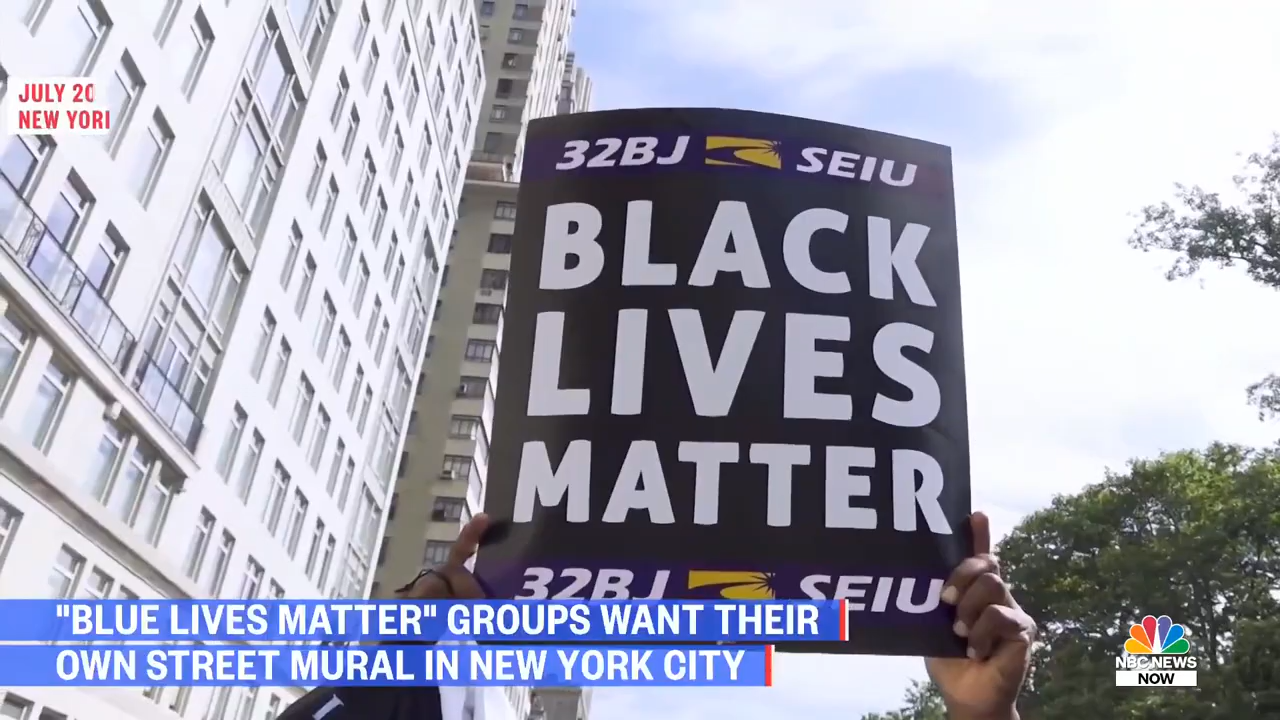 JULY 20
NEW YOR
32BJ SEIU
BLACK
LIVES
MATTER
32BJ SEIU
"BLUE LIVES MATTER" GROUPS WANT THEIR
OWN STREET MURAL IN NEW YORK CITY
NBC NEWS
NOW